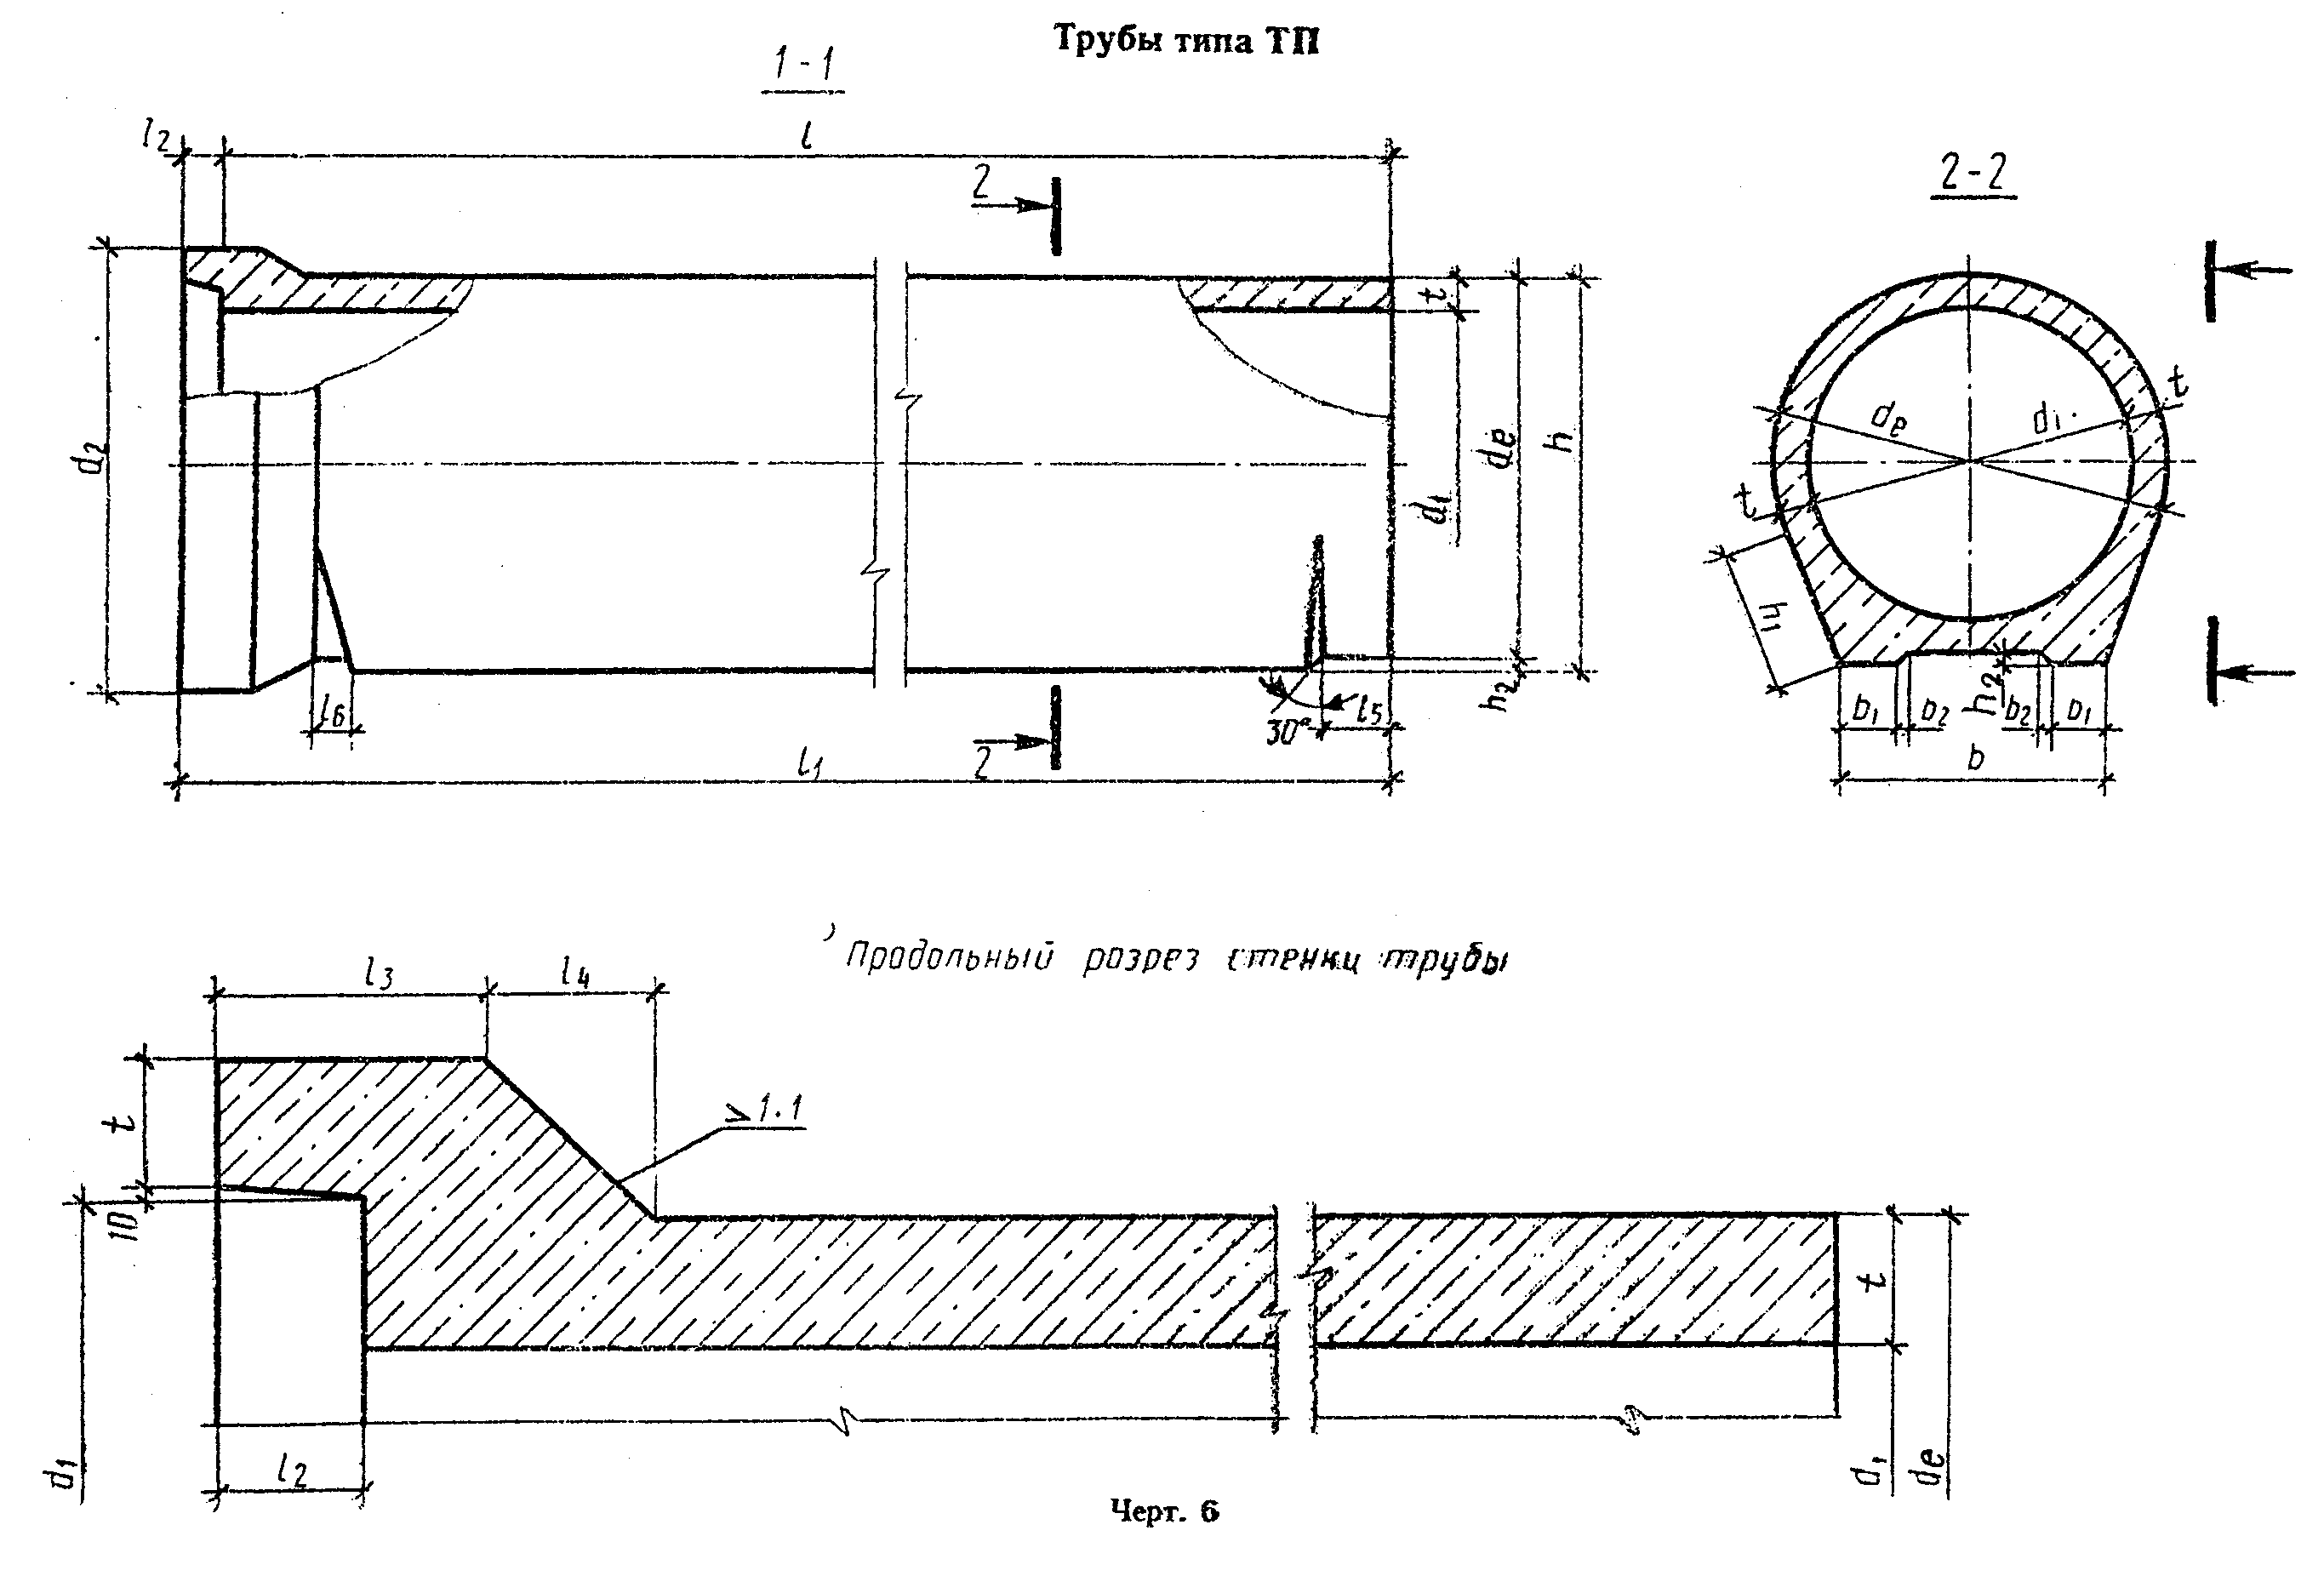 Трубы типа ТП
1-1
l2
l
2
2-2
t
de
d1
t
h1
d2
t
d1
de
h
h2
l6
30°
l5
2
l1
b1
b2
h2
b2
b1
b
Продольный разрез стенки трубы
l3
l4
t
10
d1
>1.1
t
d1
de
l2
Черт. 6